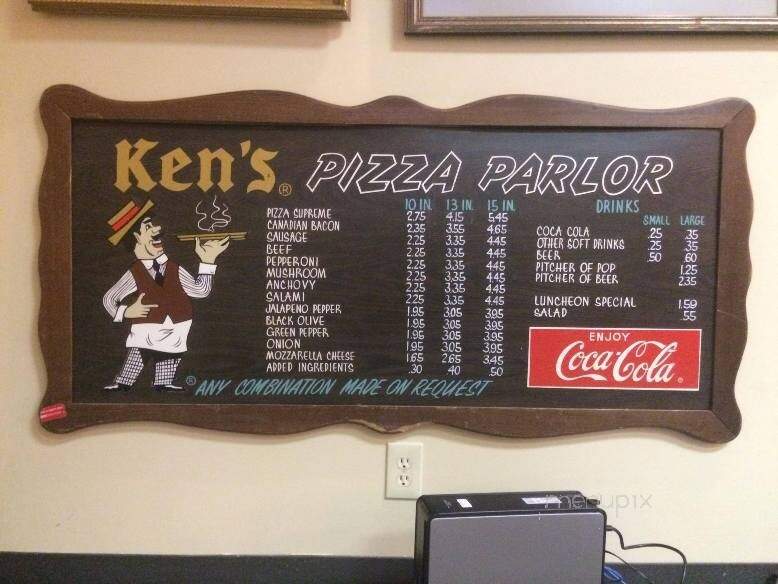 Ken's® PIZZA PARLOR
10 IN. 13 IN. 15 IN.
PIZZA SUPREME 2.75 4.15 5.45
CANADIAN BACON 2.35 3.55 4.65
SAUSAGE 2.25 3.35 4.45
BEEF 2.25 3.35 4.45
PEPPERONI 2.25 3.35 4.45
MUSHROOM 2.25 3.35 4.45
ANCHOVY 2.25 3.35 4.45
SALAMI 2.25 3.35 4.45
JALAPENO PEPPER 1.95 3.05 3.95
BLACK OLIVE 1.95 3.05 3.95
GREEN PEPPER 1.95 3.05 3.95
ONION 1.95 3.05 3.95
MOZZARELLA CHEESE 1.65 2.65 3.45
ADDED INGREDIENTS .30 .40 .50
® ANY COMBINATION MADE ON REQUEST
DRINKS
SMALL LARGE
COCA COLA .25 .35
OTHER SOFT DRINKS .25 .35
BEER .50 .60
PITCHER OF POP 1.25
PITCHER OF BEER 2.35
LUNCHEON SPECIAL 1.59
SALAD .55
ENJOY
Coca-Cola®
menupix